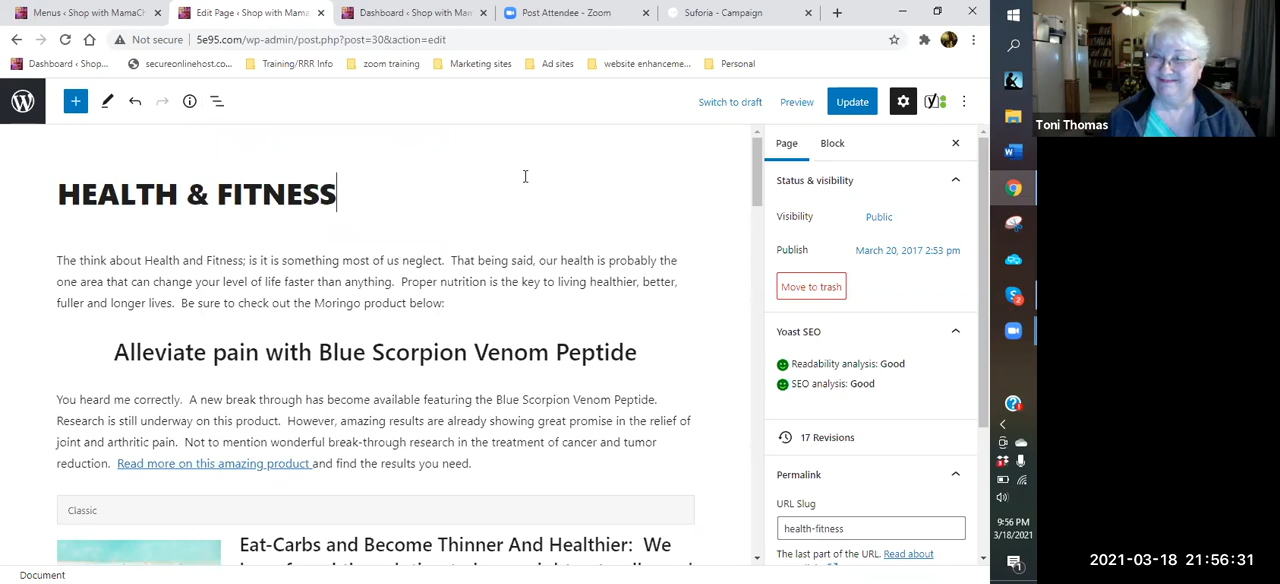 Menus ‹ Shop with MamaCh
Edit Page ‹ Shop with Mama
Dashboard ‹ Shop with Mam
Post Attendee - Zoom
Suforia - Campaign
Not secure
5e95.com/wp-admin/post.php?post=30&action=edit
Dashboard ‹ Shop...
secureonlinehost.co...
Training/RRR Info
zoom training
Marketing sites
Ad sites
website enhanceme...
Personal
Switch to draft
Preview
Update
Toni Thomas
HEALTH & FITNESS
The think about Health and Fitness; is it is something most of us neglect. That being said, our health is probably the
one area that can change your level of life faster than anything. Proper nutrition is the key to living healthier, better,
fuller and longer lives. Be sure to check out the Moringo product below:
Alleviate pain with Blue Scorpion Venom Peptide
You heard me correctly. A new break through has become available featuring the Blue Scorpion Venom Peptide.
Research is still underway on this product. However, amazing results are already showing great promise in the relief of
joint and arthritic pain. Not to mention wonderful break-through research in the treatment of cancer and tumor
reduction. Read more on this amazing product and find the results you need.
Classic
Eat-Carbs and Become Thinner And Healthier: We
Document
Page
Block
Status & visibility
Visibility
Public
Publish
March 20, 2017 2:53 pm
Move to trash
Yoast SEO
Readability analysis: Good
SEO analysis: Good
17 Revisions
Permalink
URL Slug
health-fitness
The last part of the URL. Read about
9:56 PM
3/18/2021
2021-03-18 21:56:31